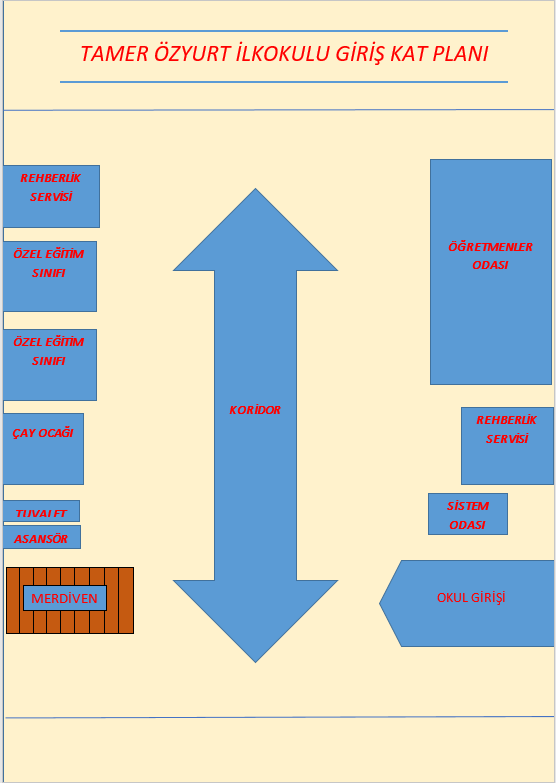 TAMER ÖZYURT İLKOKULU GİRİŞ KAT PLANI
REHBERLİK
SERVİSİ
ÖZEL EĞİTİM
SINIFI
ÖZEL EĞİTİM
SINIFI
ÇAY OCAĞI
TUVALET
ASANSÖR
MERDİVEN
KORİDOR
ÖĞRETMENLER
ODASI
REHBERLİK
SERVİSİ
SİSTEM
ODASI
OKUL GİRİŞİ